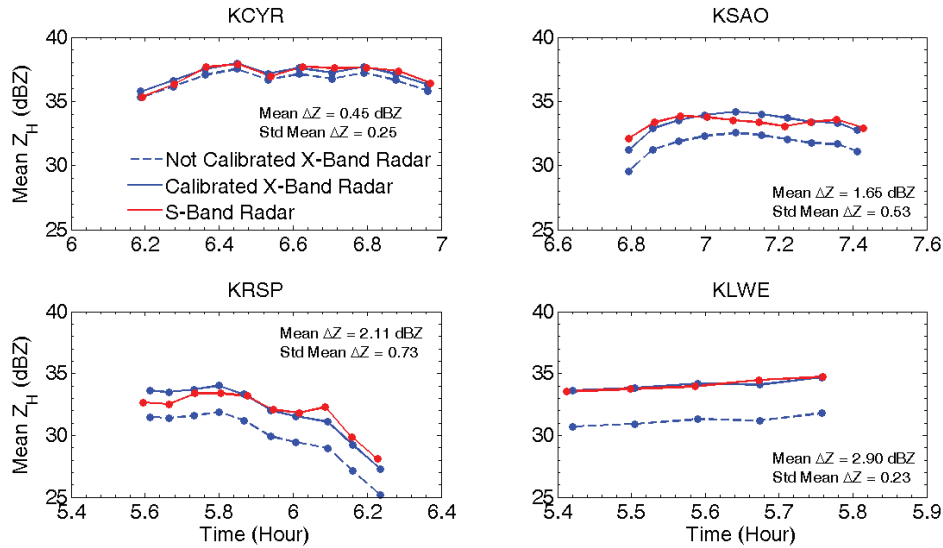 KCYR
40
35
30
25
6
6.2
6.4
6.6
6.8
7
Mean Z_H (dBZ)
Mean ΔZ = 0.45 dBZ
Std Mean ΔZ = 0.25
Not Calibrated X-Band Radar
Calibrated X-Band Radar
S-Band Radar
KSAO
40
35
30
25
6.6
6.8
7
7.2
7.4
7.6
Mean ΔZ = 1.65 dBZ
Std Mean ΔZ = 0.53
KRSP
40
35
30
25
5.4
5.6
5.8
6
6.2
6.4
Mean Z_H (dBZ)
Time (Hour)
Mean ΔZ = 2.11 dBZ
Std Mean ΔZ = 0.73
KLWE
40
35
30
25
5.4
5.5
5.6
5.7
5.8
5.9
Time (Hour)
Mean ΔZ = 2.90 dBZ
Std Mean ΔZ = 0.23